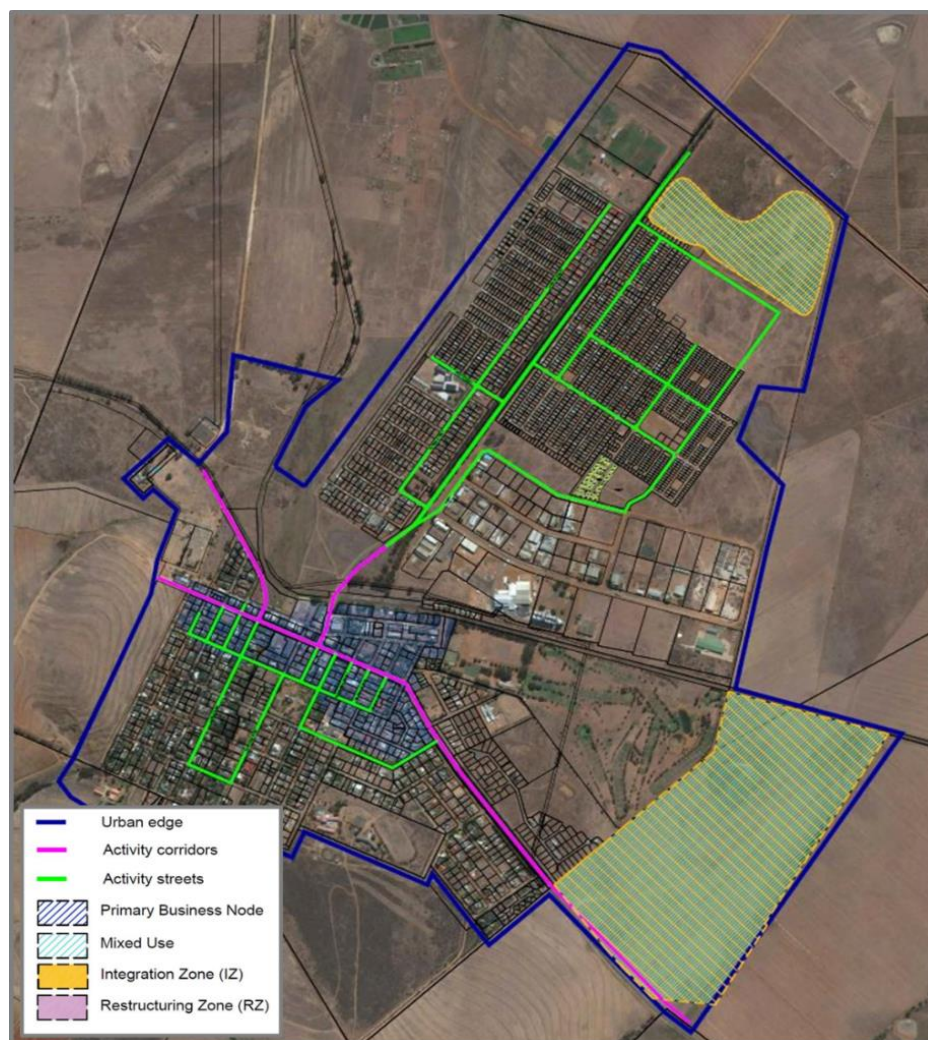 Urban edge
Activity corridors
Activity streets
Primary Business Node
Mixed Use
Integration Zone (IZ)
Restructuring Zone (RZ)